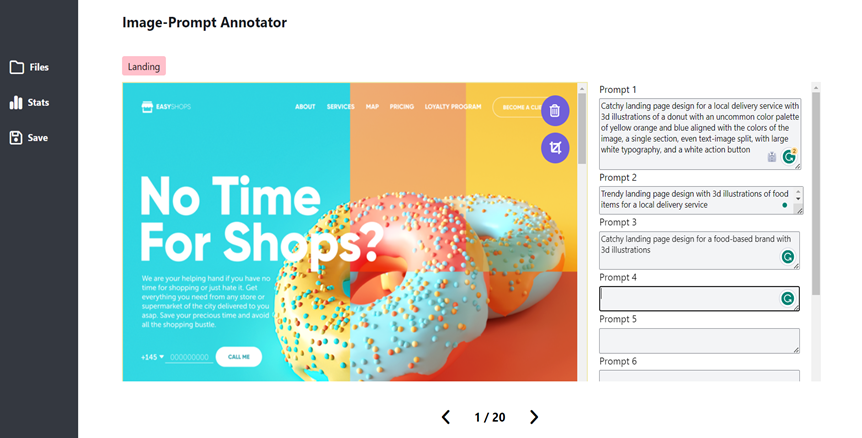 Image-Prompt Annotator
Files
Stats
Save
Landing
EASYSHOPS
ABOUT SERVICES MAP PRICING LOYALTY PROGRAM
No Time
For Shops?
We are your helping hand if you have no
time for shopping or just hate it. Get
everything you need from any store or
supermarket of the city delivered to you
asap. Save your precious time and avoid
all the shopping bustle.
+145 000000000 CALL ME
Prompt 1
Catchy landing page design for a local delivery service with
3d illustrations of a donut with an uncommon color palette
of yellow orange and blue aligned with the colors of the
image, a single section, even text-image split, with large
white typography, and a white action button
2
Prompt 2
Trendy landing page design with 3d illustrations of food
items for a local delivery service
Prompt 3
Catchy landing page design for a food-based brand with
3d illustrations
Prompt 4
Prompt 5
Prompt 6
1 / 20